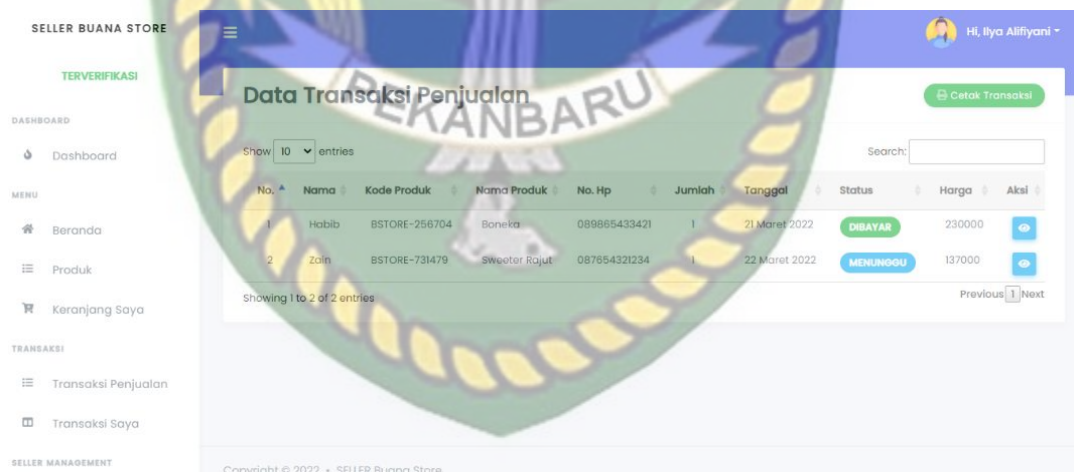 SELLER BUANA STORE
TERVERIFIKASI
DASHBOARD
Dashboard
MENU
Beranda
Produk
Keranjang Saya
TRANSAKSI
Transaksi Penjualan
Transaksi Saya
SELLER MANAGEMENT
Hi, Ilya Alifiyani
PEKANBARU
Data Transaksi Penjualan
Cetak Transaksi
Show 10 entries
Search:
No. Nama Kode Produk Nama Produk No. Hp Jumlah Tanggal Status Harga Aksi
1 Habib BSTORE-256704 Boneka 089865433421 1 21 Maret 2022 DIBAYAR 230000
2 Zain BSTORE-731479 Sweeter Rajut 087654321234 1 22 Maret 2022 MENUNGGU 137000
Showing 1 to 2 of 2 entries
Previous 1 Next
Copyright © 2022 • SELLER Buana Store